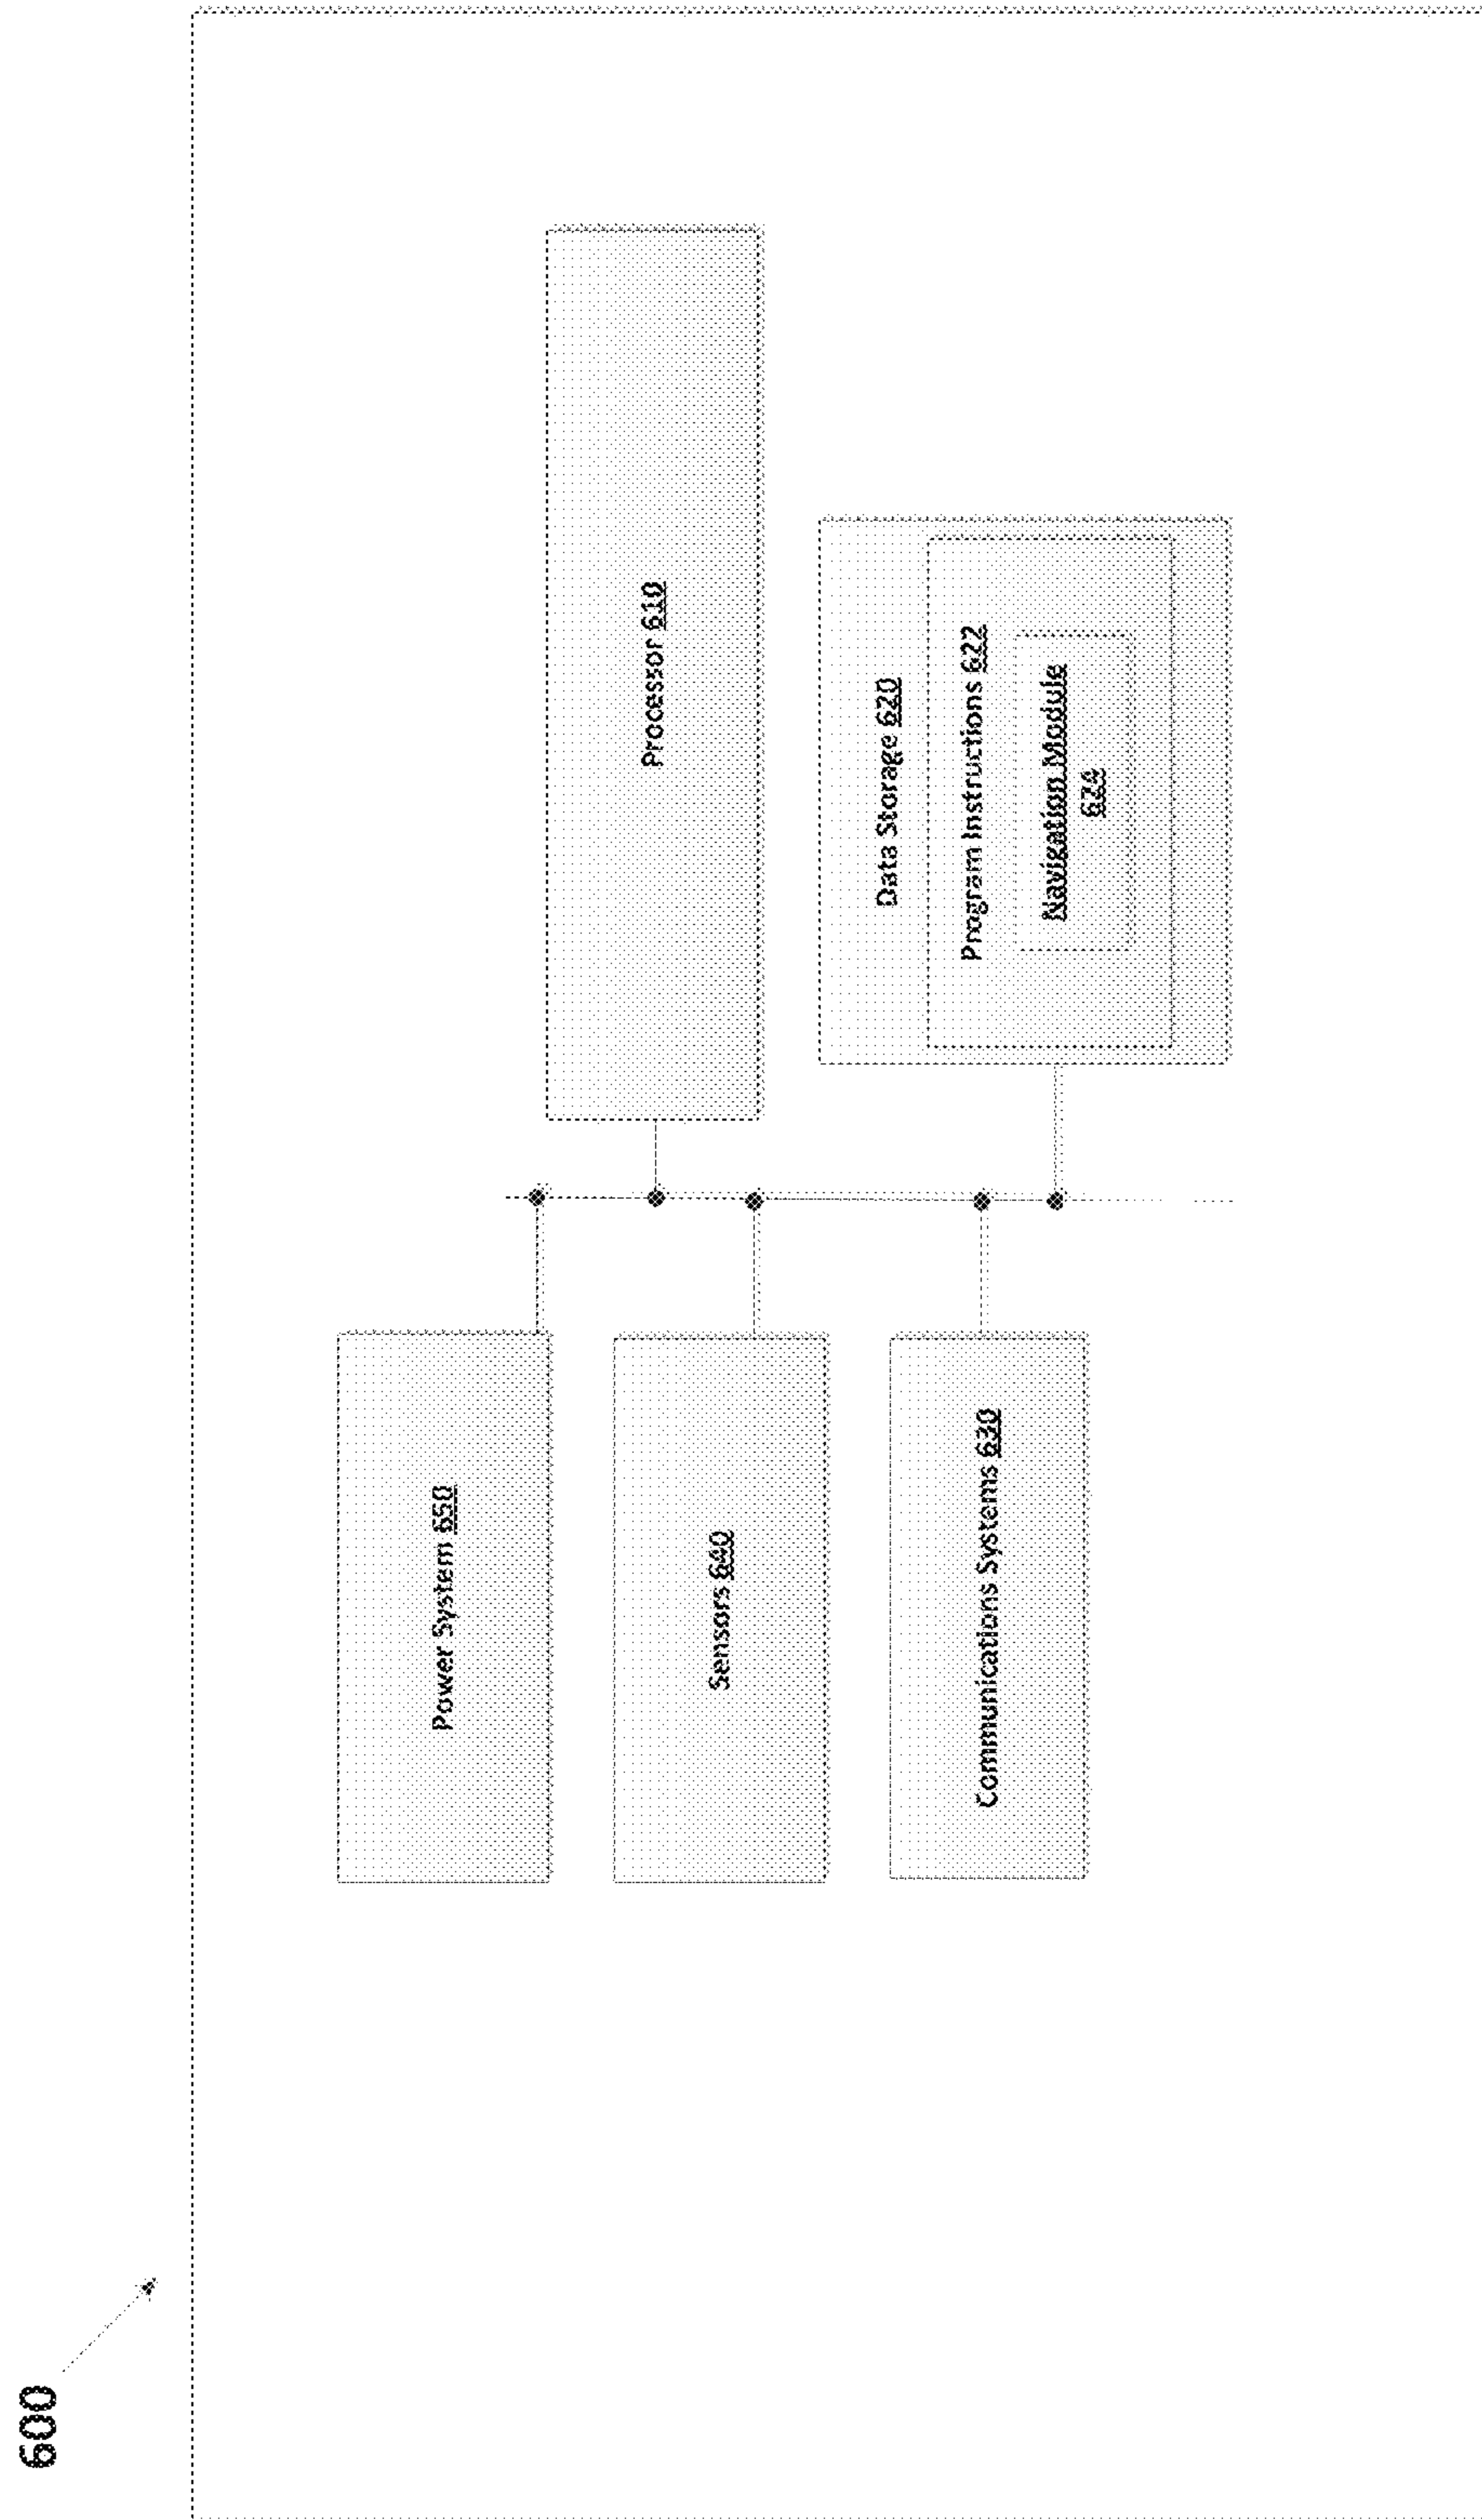 600
Power System 650
Processor 610
Sensors 640
Data Storage 620
Program Instructions 622
Communications Systems 630
Navigation Module
624